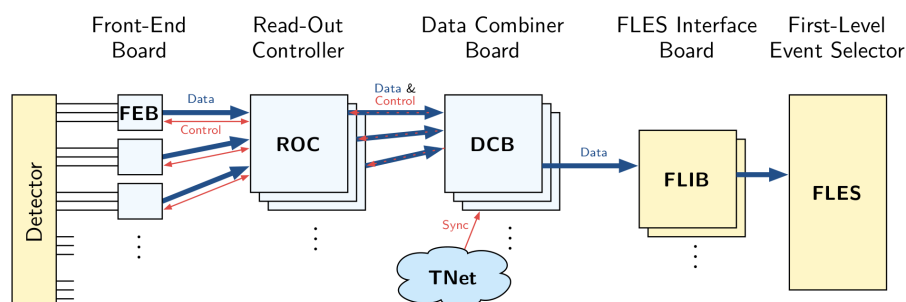 Front-End
Board
Read-Out
Controller
Data Combiner
Board
FLES Interface
Board
First-Level
Event Selector
Detector
FEB
Data
Control
ROC
Data &
Control
DCB
Data
FLIB
FLES
Sync
TNet